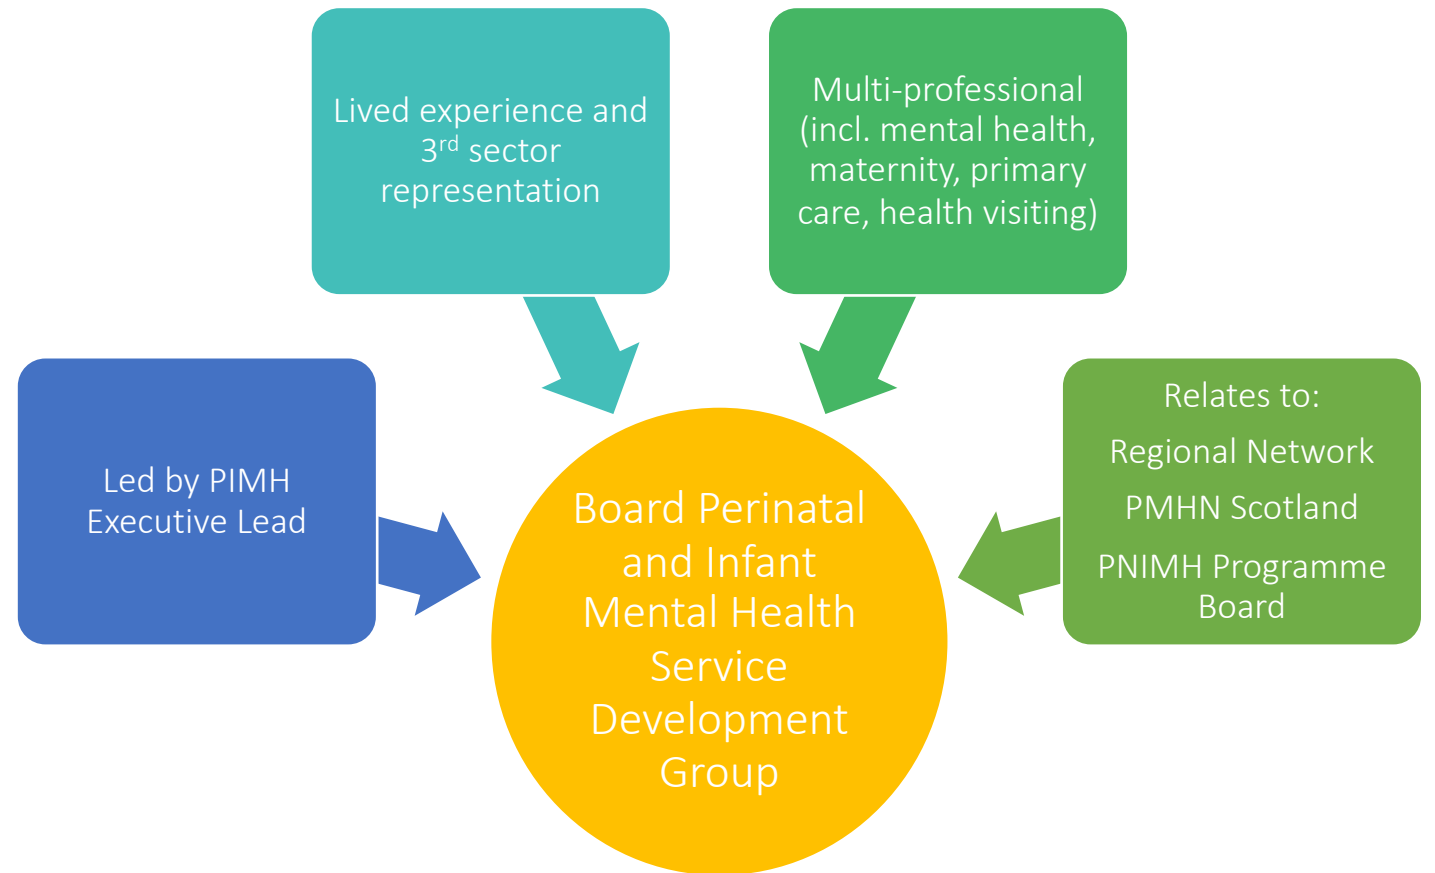 Lived experience and
3rd sector
representation
Multi-professional
(incl. mental health,
maternity, primary
care, health visiting)
Led by PIMH
Executive Lead
Relates to:
Regional Network
PMHN Scotland
PNIMH Programme
Board
Board Perinatal
and Infant
Mental Health
Service
Development
Group